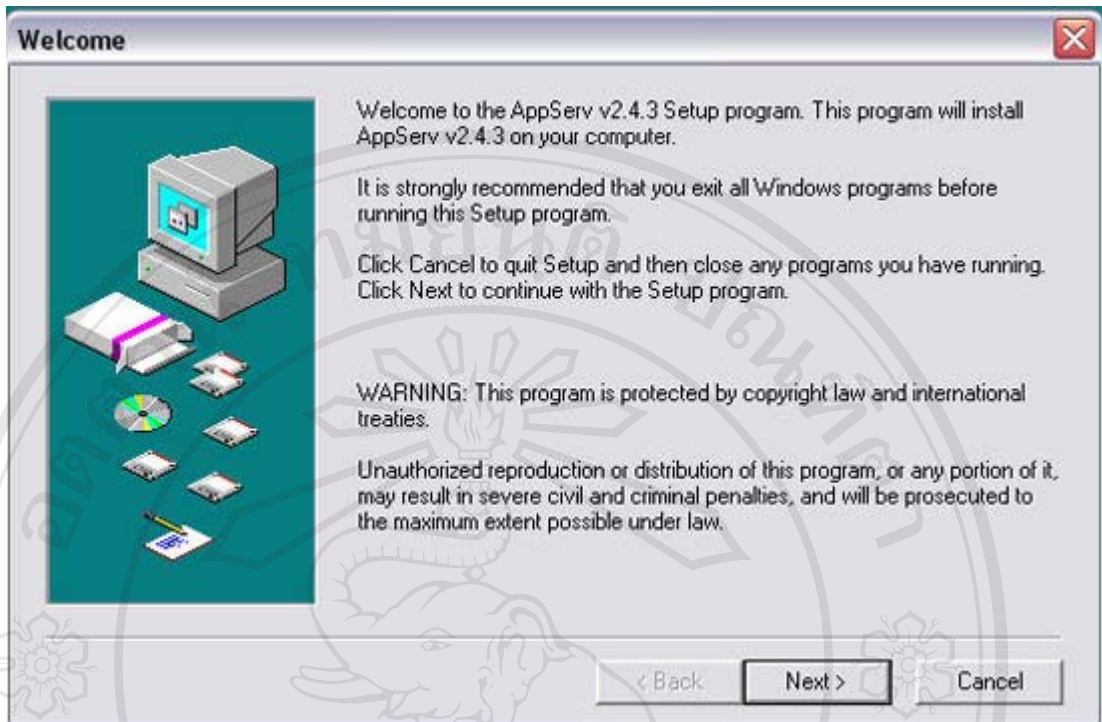 Welcome
Welcome to the AppServ v2.4.3 Setup program. This program will install
AppServ v2.4.3 on your computer.
It is strongly recommended that you exit all Windows programs before
running this Setup program.
Click Cancel to quit Setup and then close any programs you have running.
Click Next to continue with the Setup program.
WARNING: This program is protected by copyright law and international
treaties.
Unauthorized reproduction or distribution of this program, or any portion of it,
may result in severe civil and criminal penalties, and will be prosecuted to
the maximum extent possible under law.
< Back
Next >
Cancel